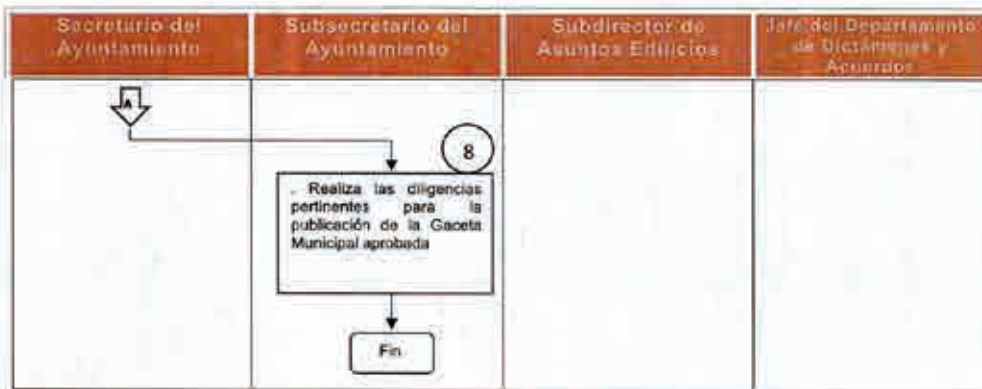 Secretario del
Ayuntamiento
Subsecretario del
Ayuntamiento
Subdirector de
Asuntos Edilicios
Jefe del Departamento
de Dictámenes y
Acuerdos
A
8
. Realiza las diligencias
pertinentes para la
publicación de la Gaceta
Municipal aprobada
Fin